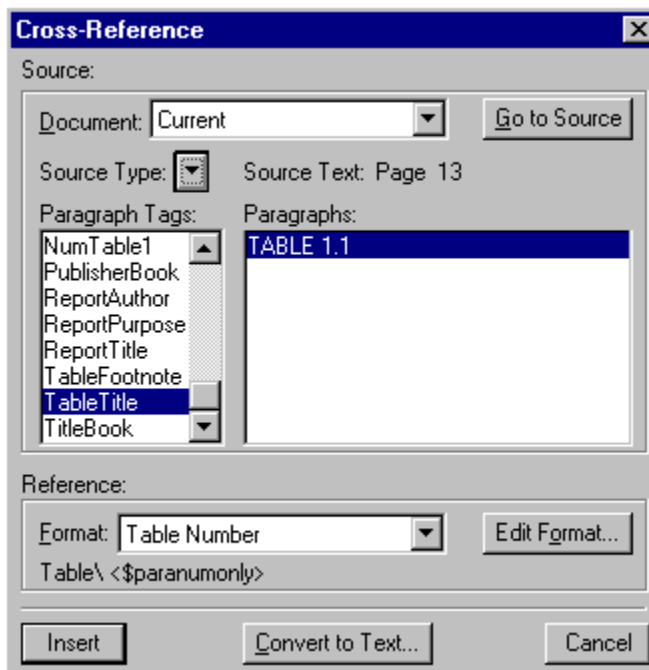 Cross-Reference
Source:
Document: Current
Go to Source
Source Type:
Source Text: Page 13
Paragraph Tags:
NumTable1
PublisherBook
ReportAuthor
ReportPurpose
ReportTitle
TableFootnote
TableTitle
TitleBook
Paragraphs:
TABLE 1.1
Reference:
Format: Table Number
Edit Format...
Table\ <$paranumonly>
Insert
Convert to Text...
Cancel